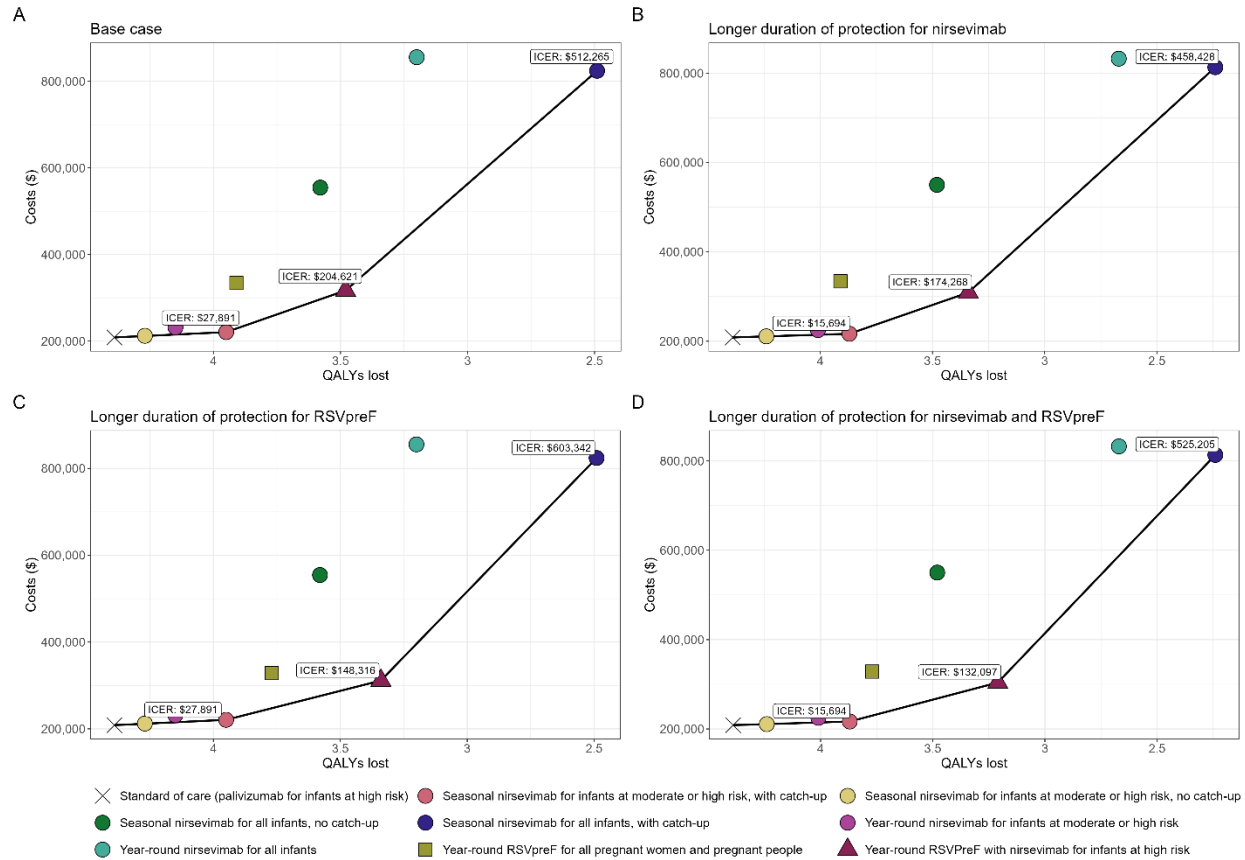 A
Base case
800,000
600,000
400,000
200,000
Costs ($)
ICER: $512,265
ICER: $204,621
ICER: $27,891
4
3.5
3
2.5
QALYs lost
B
Longer duration of protection for nirsevimab
800,000
600,000
400,000
200,000
Costs ($)
ICER: $458,428
ICER: $174,268
ICER: $15,694
4
3.5
3
2.5
QALYs lost
C
Longer duration of protection for RSVpreF
800,000
600,000
400,000
200,000
Costs ($)
ICER: $603,342
ICER: $148,316
ICER: $27,891
4
3.5
3
2.5
QALYs lost
D
Longer duration of protection for nirsevimab and RSVpreF
800,000
600,000
400,000
200,000
Costs ($)
ICER: $525,205
ICER: $132,097
ICER: $15,694
4
3.5
3
2.5
QALYs lost
Standard of care (palivizumab for infants at high risk)
Seasonal nirsevimab for infants at moderate or high risk, with catch-up
Seasonal nirsevimab for infants at moderate or high risk, no catch-up
Seasonal nirsevimab for all infants, no catch-up
Seasonal nirsevimab for all infants, with catch-up
Year-round nirsevimab for infants at moderate or high risk
Year-round nirsevimab for all infants
Year-round RSVpreF for all pregnant women and pregnant people
Year-round RSVPreF with nirsevimab for infants at high risk